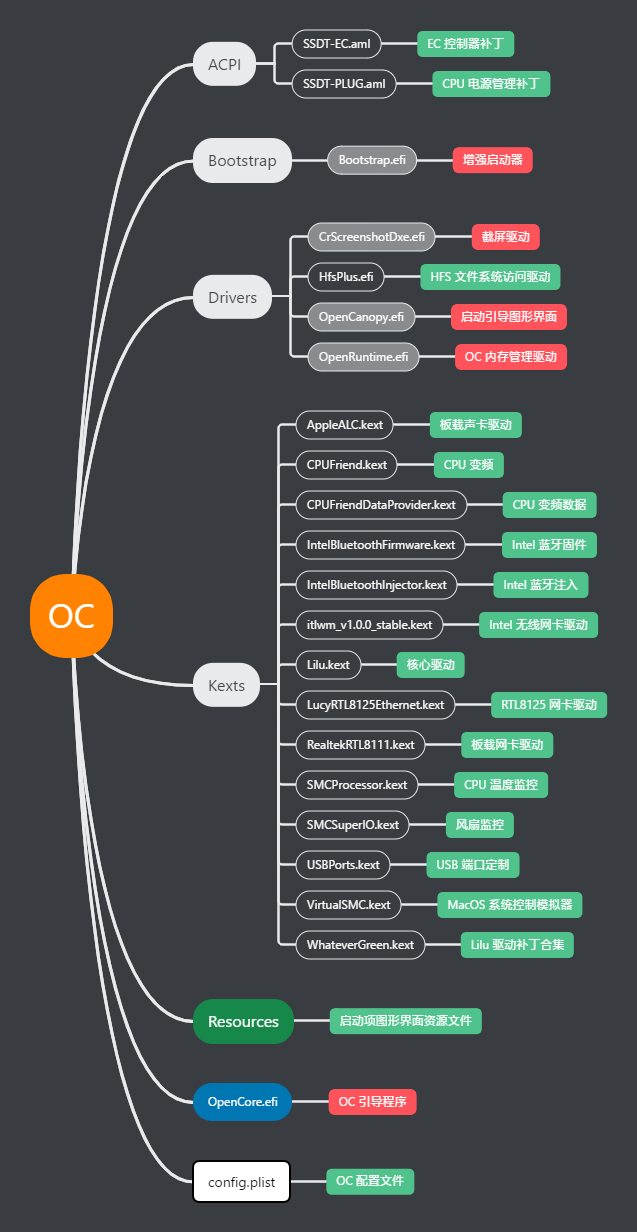 OC
ACPI
SSDT-EC.aml
EC 控制器补丁
SSDT-PLUG.aml
CPU 电源管理补丁
Bootstrap
Bootstrap.efi
增强启动器
Drivers
CrScreenshotDxe.efi
截屏驱动
HfsPlus.efi
HFS 文件系统访问驱动
OpenCanopy.efi
启动引导图形界面
OpenRuntime.efi
OC 内存管理驱动
Kexts
AppleALC.kext
板载声卡驱动
CPUFriend.kext
CPU 变频
CPUFriendDataProvider.kext
CPU 变频数据
IntelBluetoothFirmware.kext
Intel 蓝牙固件
IntelBluetoothInjector.kext
Intel 蓝牙注入
itlwm_v1.0.0_stable.kext
Intel 无线网卡驱动
Lilu.kext
核心驱动
LucyRTL8125Ethernet.kext
RTL8125 网卡驱动
RealtekRTL8111.kext
板载网卡驱动
SMCProcessor.kext
CPU 温度监控
SMCSuperIO.kext
风扇监控
USBPorts.kext
USB 端口定制
VirtualSMC.kext
MacOS 系统控制模拟器
WhateverGreen.kext
Lilu 驱动补丁合集
Resources
启动项图形界面资源文件
OpenCore.efi
OC 引导程序
config.plist
OC 配置文件